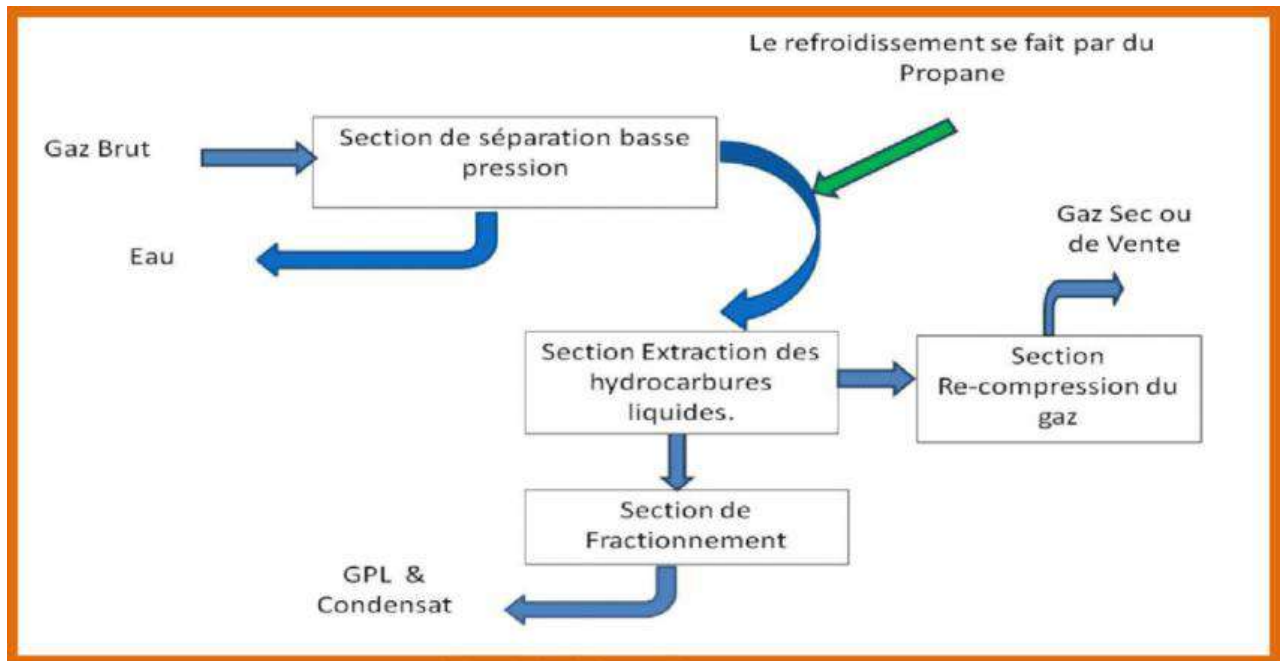 Le refroidissement se fait par du
Propane
Gaz Brut
Section de séparation basse
pression
Gaz Sec ou
de Vente
Eau
Section Extraction des
hydrocarbures
liquides.
Section
Re-compression du
gaz
Section de
Fractionnement
GPL &
Condensat